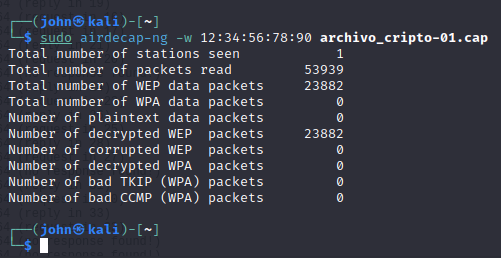 ┌──(john㉿kali)-[~]
└─$ sudo airdecap-ng -w 12:34:56:78:90 archivo_cripto-01.cap
Total number of stations seen            1
Total number of packets read         53939
Total number of WEP data packets     23882
Total number of WPA data packets         0
Number of plaintext data packets         0
Number of decrypted WEP  packets     23882
Number of corrupted WEP  packets         0
Number of decrypted WPA  packets         0
Number of bad TKIP (WPA) packets         0
Number of bad CCMP (WPA) packets         0
┌──(john㉿kali)-[~]
└─$